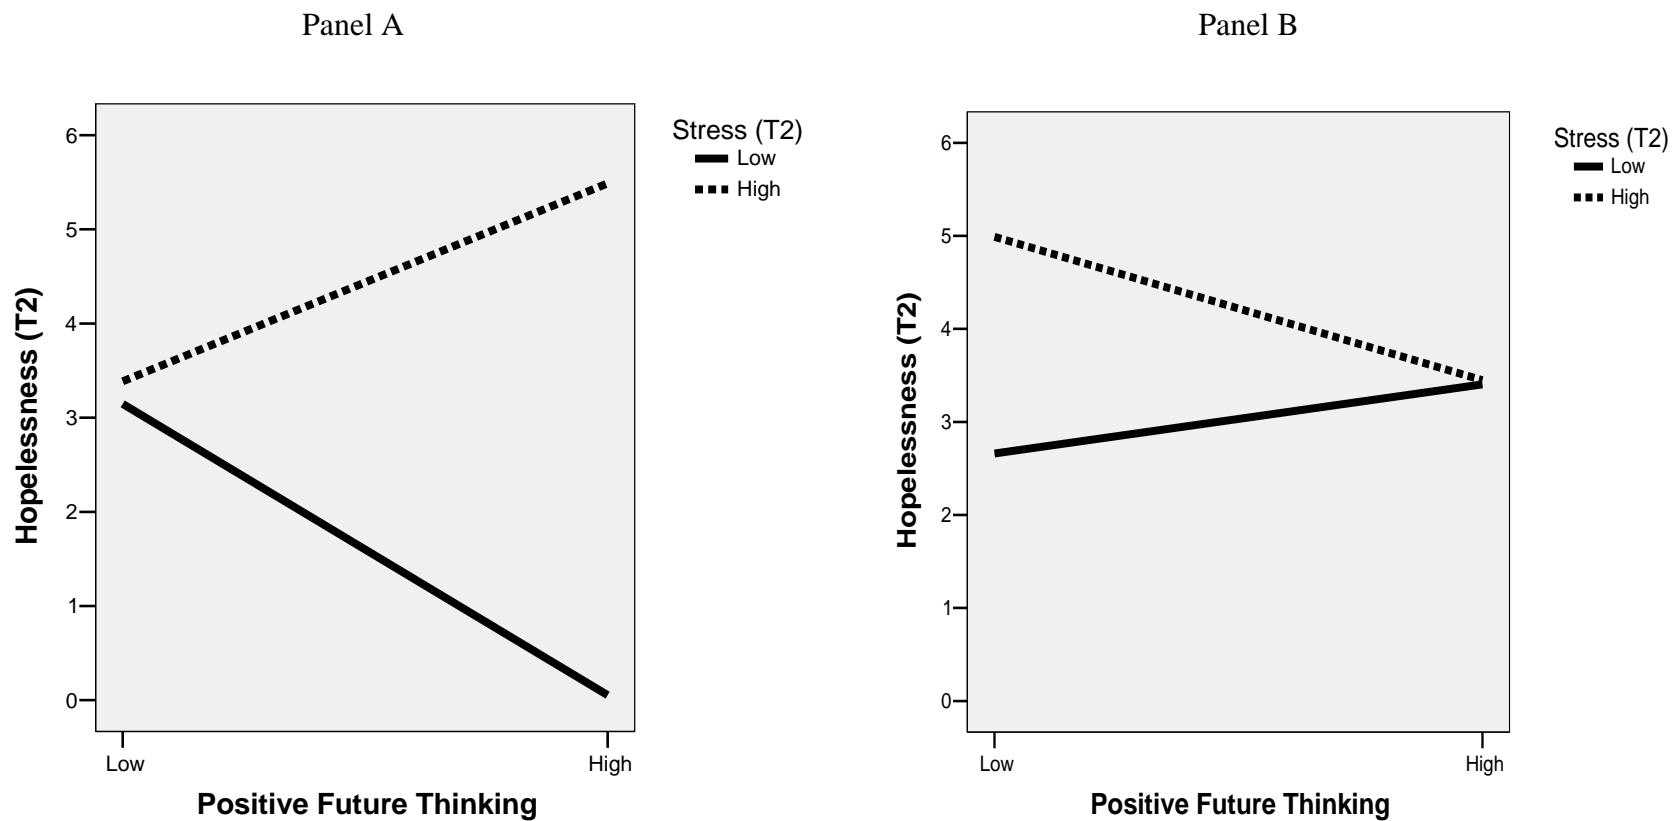 Panel A
Stress (T2)
Low
High
Hopelessness (T2)
6
5
4
3
2
1
0
Low High
Positive Future Thinking
Panel B
Stress (T2)
Low
High
Hopelessness (T2)
6
5
4
3
2
1
0
Low High
Positive Future Thinking